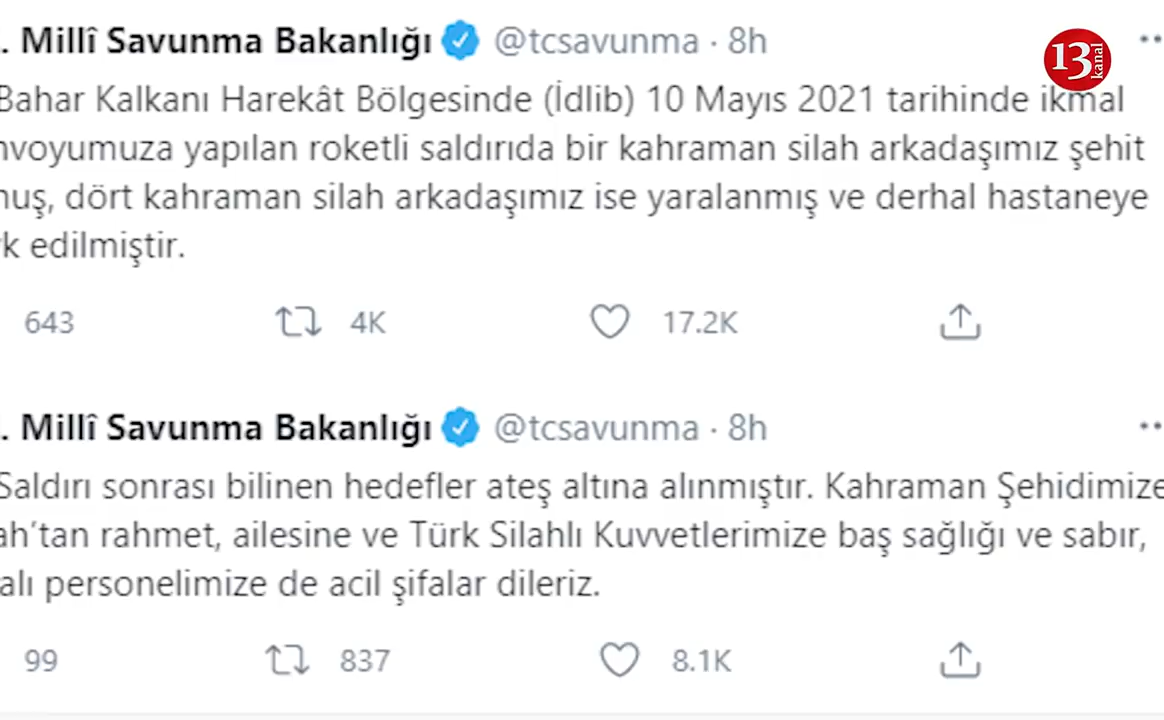 . Millî Savunma Bakanlığı @tcsavunma · 8h
13 kanal
Bahar Kalkanı Harekât Bölgesinde (İdlib) 10 Mayıs 2021 tarihinde ikmal
nvoyumuza yapılan roketli saldırıda bir kahraman silah arkadaşımız şehit
nuş, dört kahraman silah arkadaşımız ise yaralanmış ve derhal hastaneye
k edilmiştir.
643 4K 17.2K
. Millî Savunma Bakanlığı @tcsavunma · 8h
Saldırı sonrası bilinen hedefler ateş altına alınmıştır. Kahraman Şehidimize
ah’tan rahmet, ailesine ve Türk Silahlı Kuvvetlerimize baş sağlığı ve sabır,
alı personelimize de acil şifalar dileriz.
99 837 8.1K